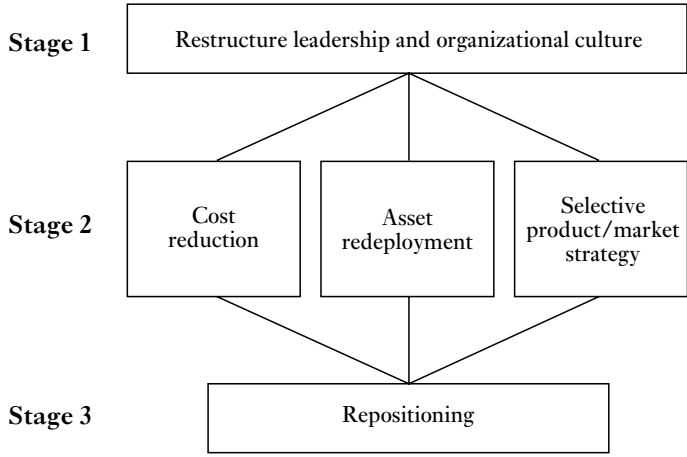 Stage 1
Restructure leadership and organizational culture
Stage 2
Cost
reduction
Asset
redeployment
Selective
product/market
strategy
Stage 3
Repositioning